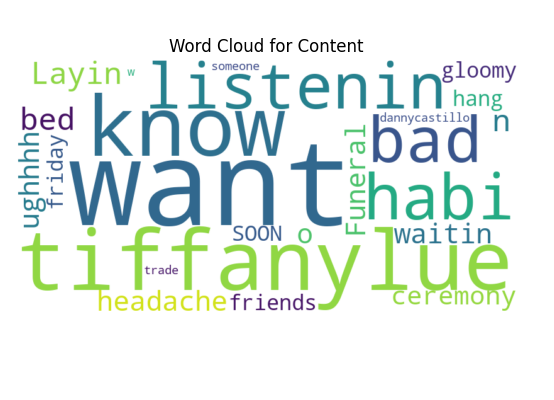 Word Cloud for Content
Layin
w
someone
listenin
gloomy
hang
bed
know
dannycastillo
n
bad
ughhhh
friday
want
Funeral
habi
SOON
o
waitin
tiffanylue
trade
headache
friends
ceremony